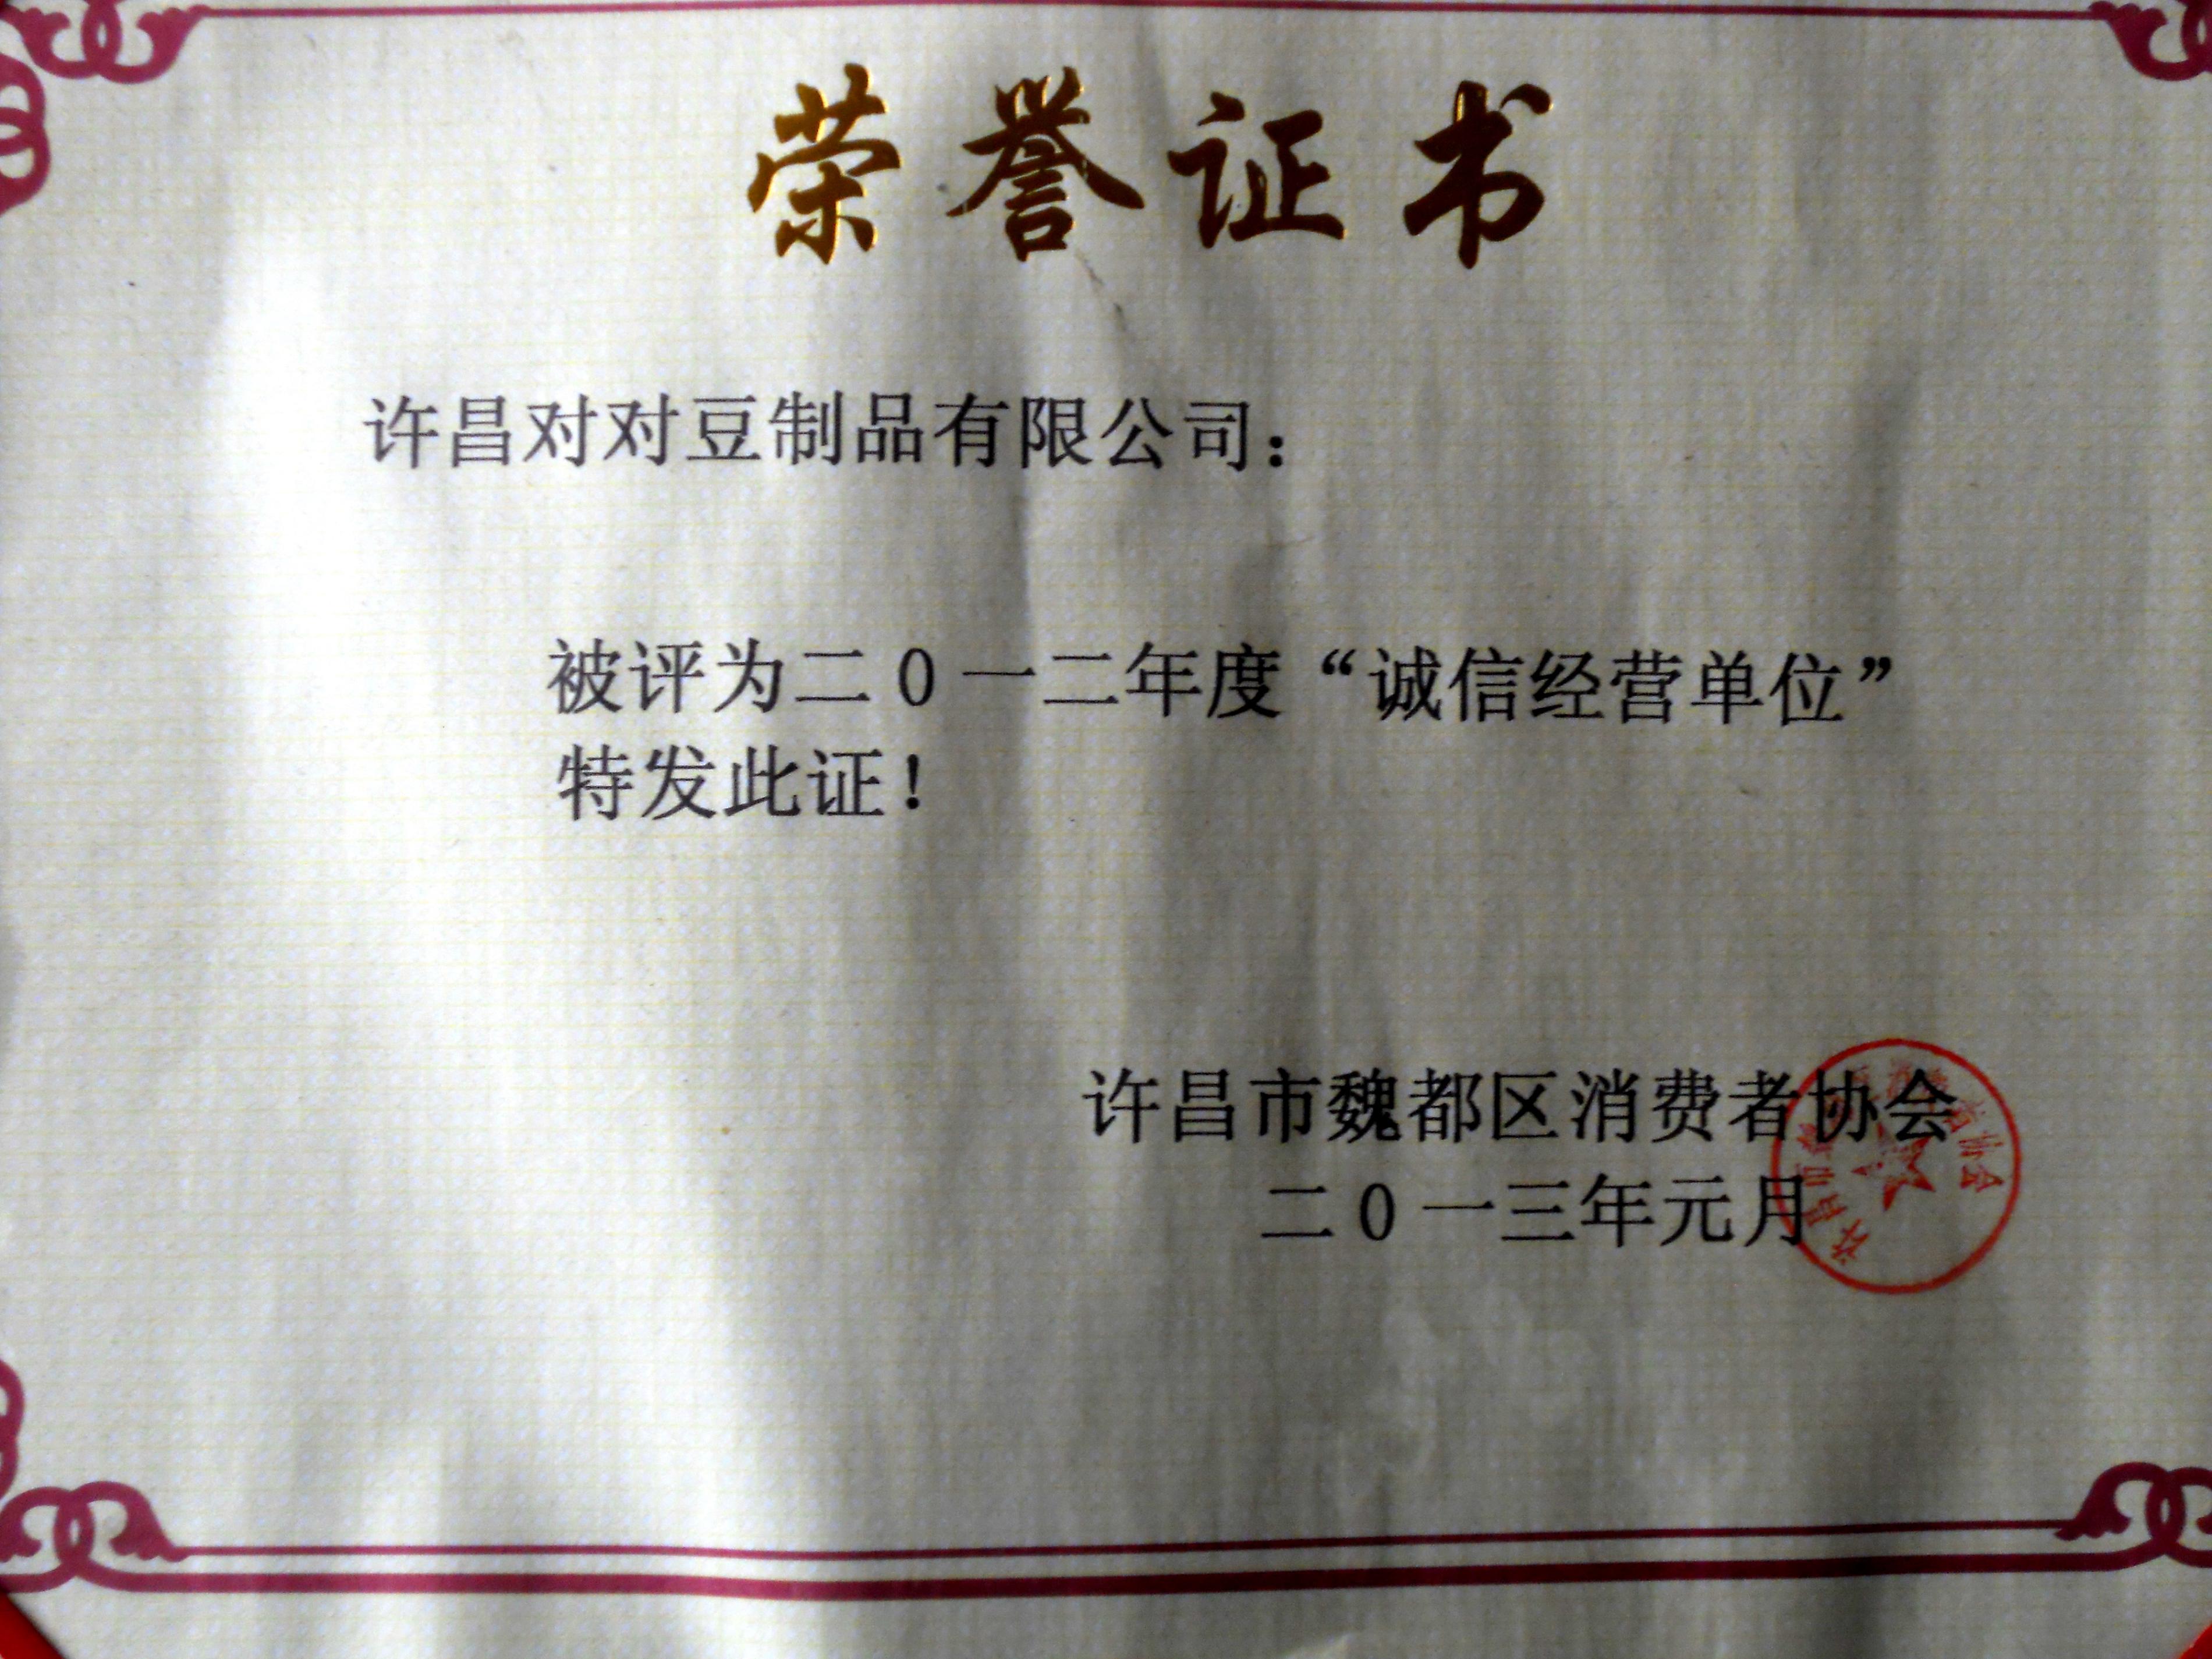 荣誉证书
许昌对对豆制品有限公司：
被评为二0一二年度“诚信经营单位”
特发此证！
许昌市魏都区消费者协会
二0一三年元月